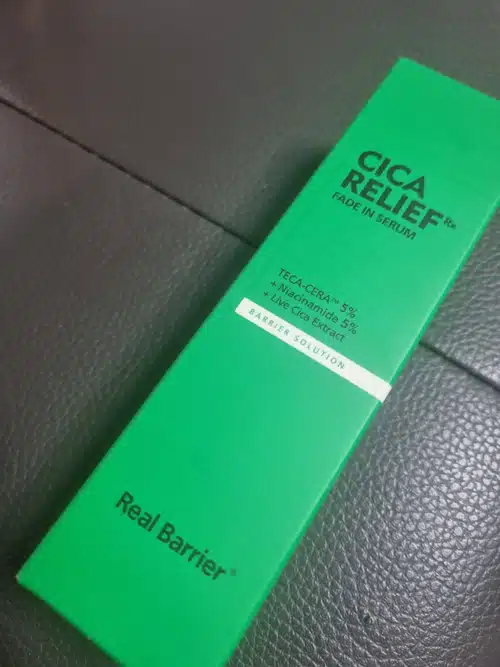 CICA
RELIEF Rx
FADE IN SERUM
TECA-CERA™ 5%
+ Niacinamide 5%
+ Live Cica Extract
BARRIER SOLUTION
Real Barrier®